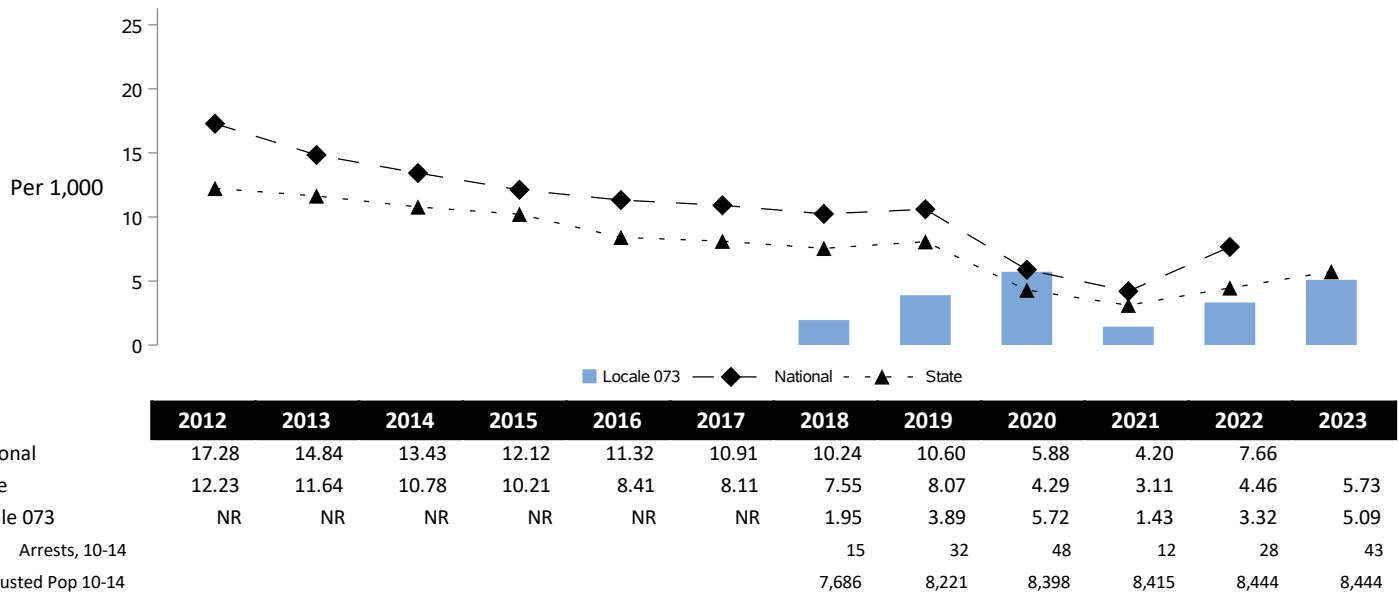 25
20
15
Per 1,000
10
5
0
Locale 073 National State
2012 2013 2014 2015 2016 2017 2018 2019 2020 2021 2022 2023
onal 17.28 14.84 13.43 12.12 11.32 10.91 10.24 10.60 5.88 4.20 7.66
e 12.23 11.64 10.78 10.21 8.41 8.11 7.55 8.07 4.29 3.11 4.46 5.73
le 073 NR NR NR NR NR NR 1.95 3.89 5.72 1.43 3.32 5.09
Arrests, 10-14 15 32 48 12 28 43
usted Pop 10-14 7,686 8,221 8,398 8,415 8,444 8,444